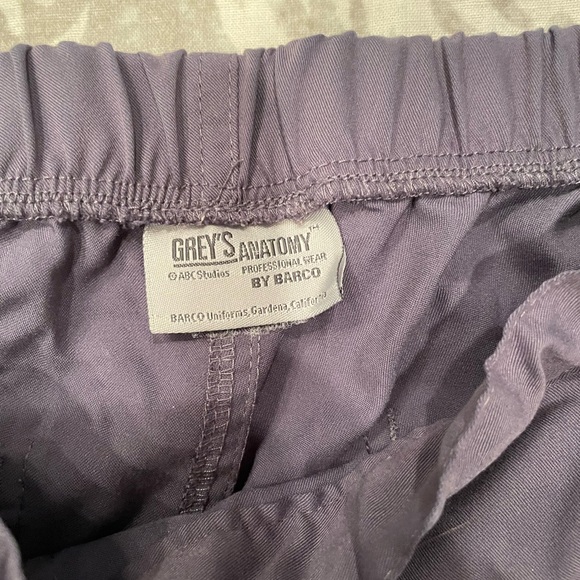 GREY'S ANATOMY™
©ABCStudios PROFESSIONAL WEAR
BY BARCO
BARCO Uniforms, Gardena, California